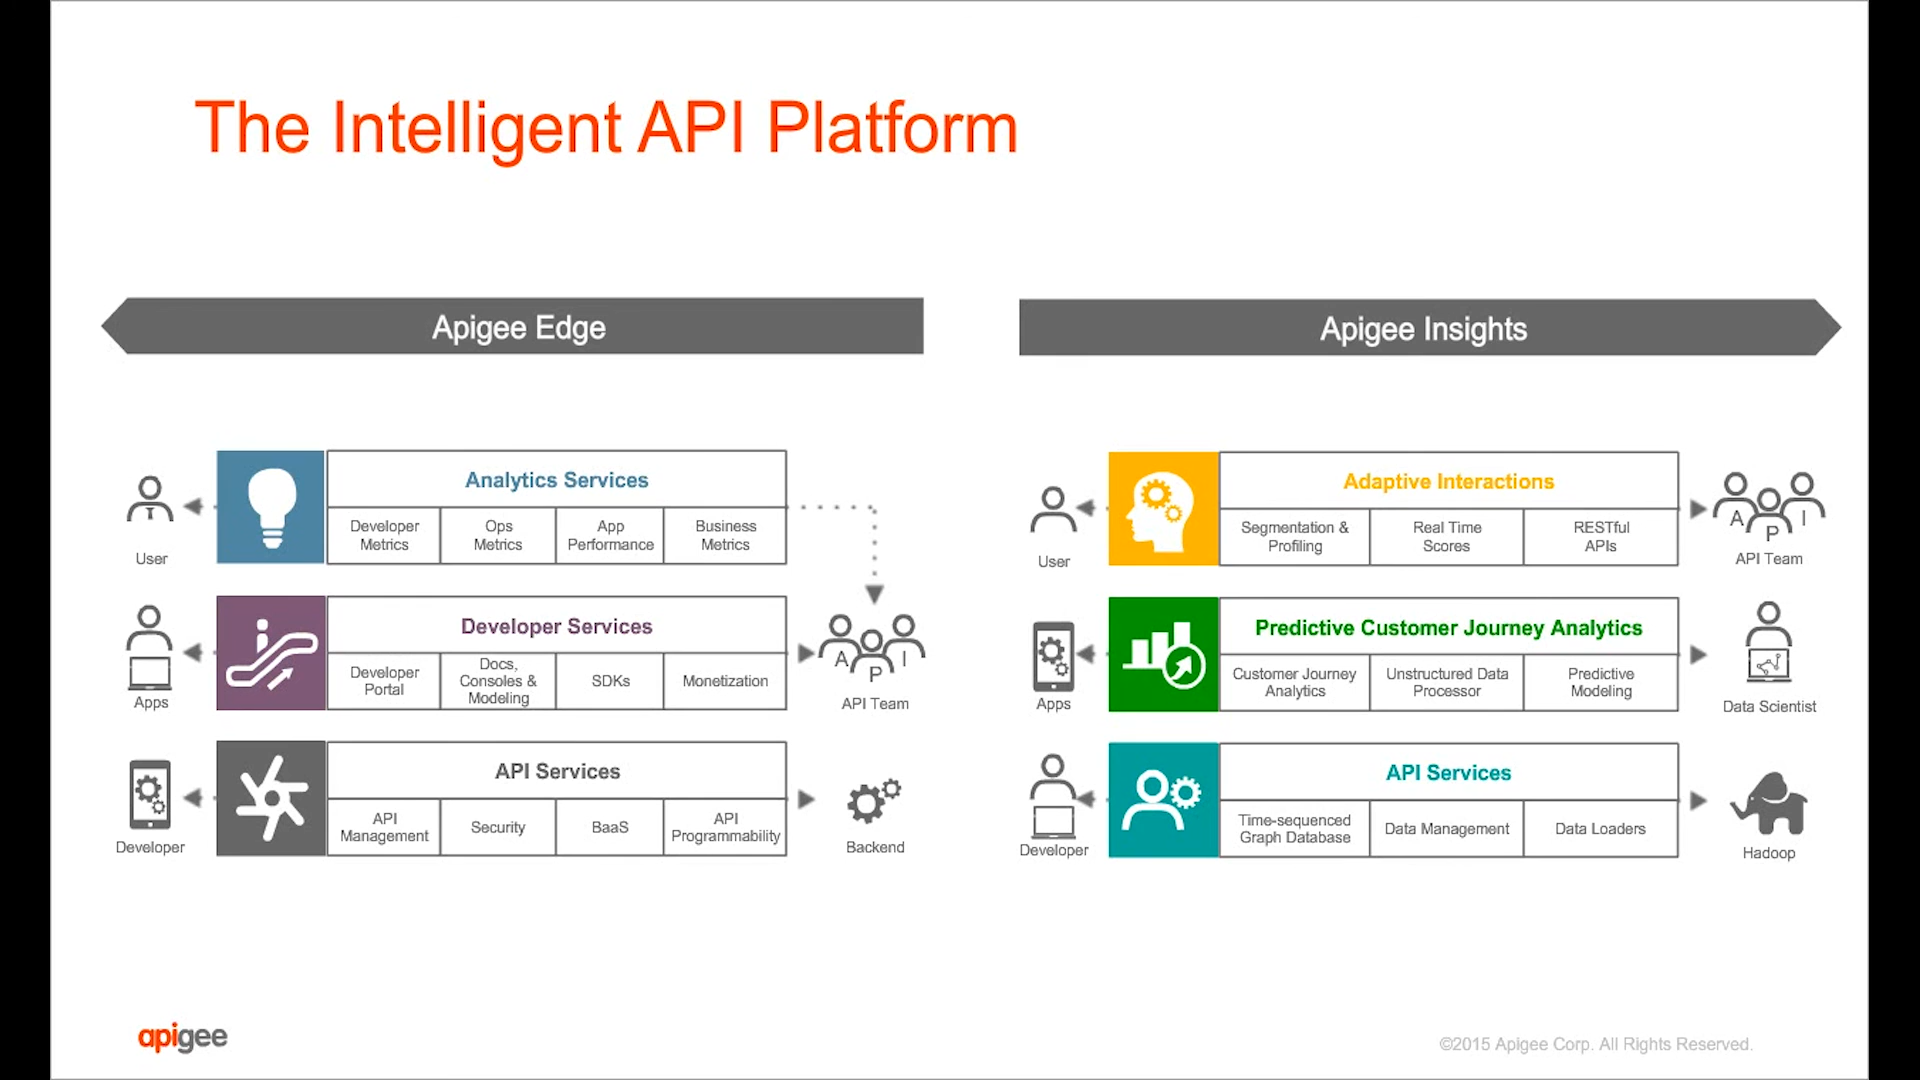 The Intelligent API Platform
Apigee Edge
Analytics Services
User
Developer
Metrics
Ops
Metrics
App
Performance
Business
Metrics
Developer Services
Apps
Developer
Portal
Docs,
Consoles &
Modeling
SDKs
Monetization
A P I
API Team
API Services
Developer
API
Management
Security
BaaS
API
Programmability
Backend
Apigee Insights
Adaptive Interactions
User
Segmentation &
Profiling
Real Time
Scores
RESTful
APIs
A P I
API Team
Predictive Customer Journey Analytics
Apps
Customer Journey
Analytics
Unstructured Data
Processor
Predictive
Modeling
Data Scientist
API Services
Developer
Time-sequenced
Graph Database
Data Management
Data Loaders
Hadoop
apigee
©2015 Apigee Corp. All Rights Reserved.